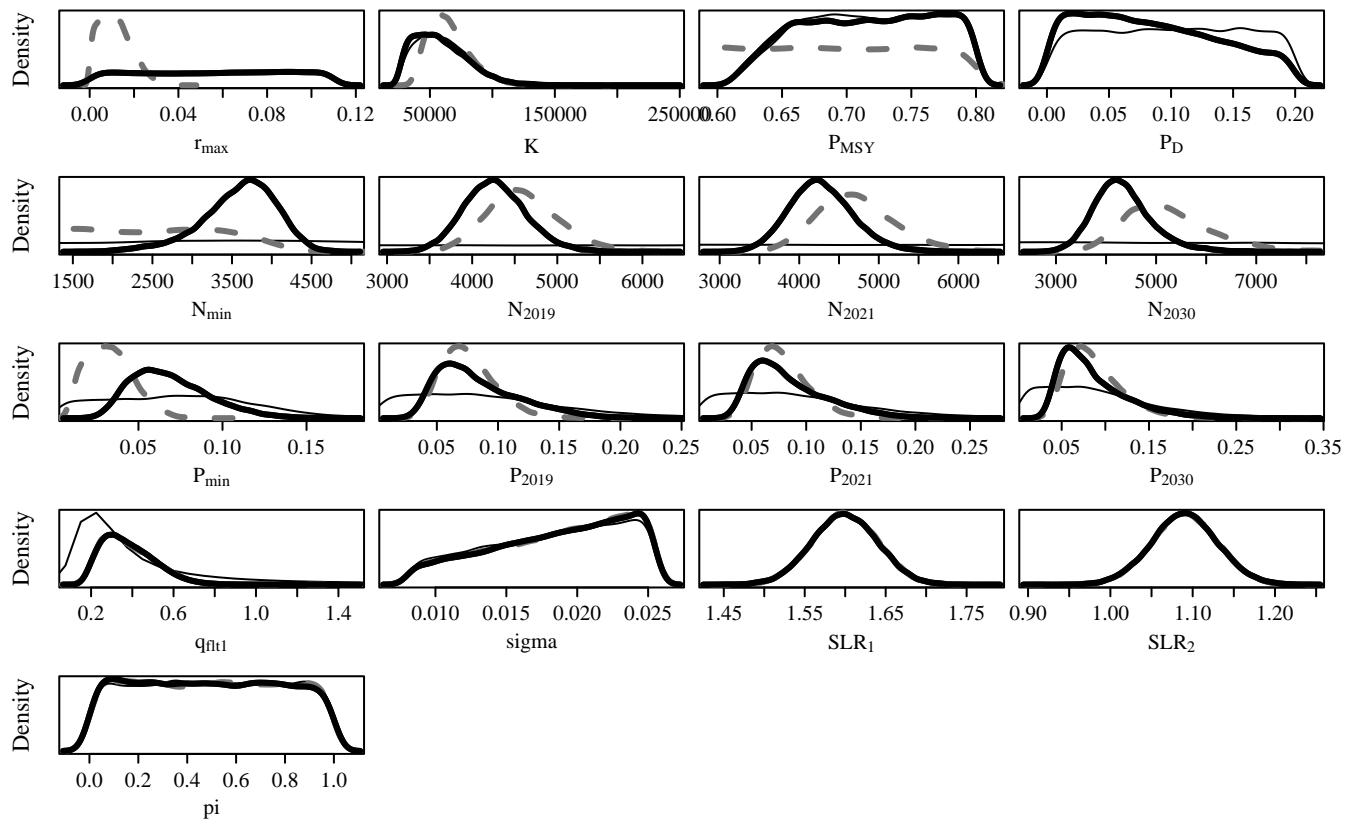 Density
0.00 0.04 0.08 0.12 50000 150000 250000 0.60 0.65 0.70 0.75 0.80 0.00 0.05 0.10 0.15 0.20
r_max K P_MSY P_D
Density
1500 2500 3500 4500 3000 4000 5000 6000 3000 4000 5000 6000 3000 5000 7000
N_min N_2019 N_2021 N_2030
Density
0.05 0.10 0.15 0.05 0.10 0.15 0.20 0.25 0.05 0.10 0.15 0.20 0.25 0.05 0.15 0.25 0.35
P_min P_2019 P_2021 P_2030
Density
0.2 0.6 1.0 1.4 0.010 0.015 0.020 0.025 1.45 1.55 1.65 1.75 0.90 1.00 1.10 1.20
q_flt1 sigma SLR_1 SLR_2
Density
0.0 0.2 0.4 0.6 0.8 1.0
pi